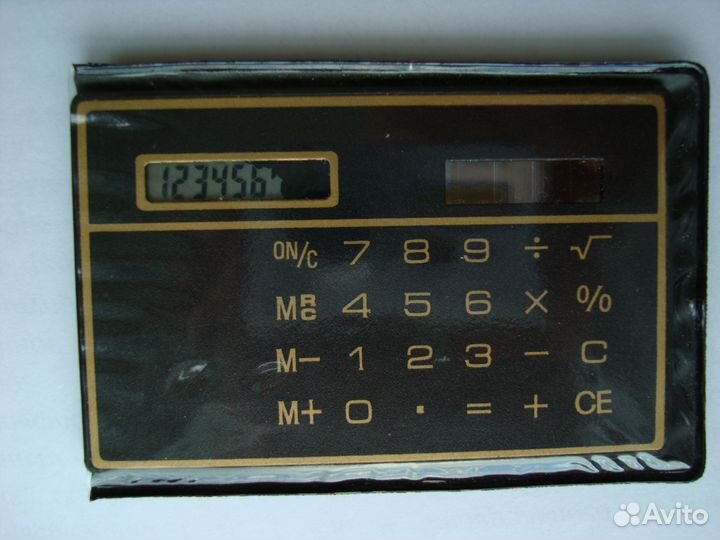 123456
ON/C 7 8 9 ÷ √
MRC 4 5 6 × %
M− 1 2 3 − C
M+ 0 . = + CE
Avito